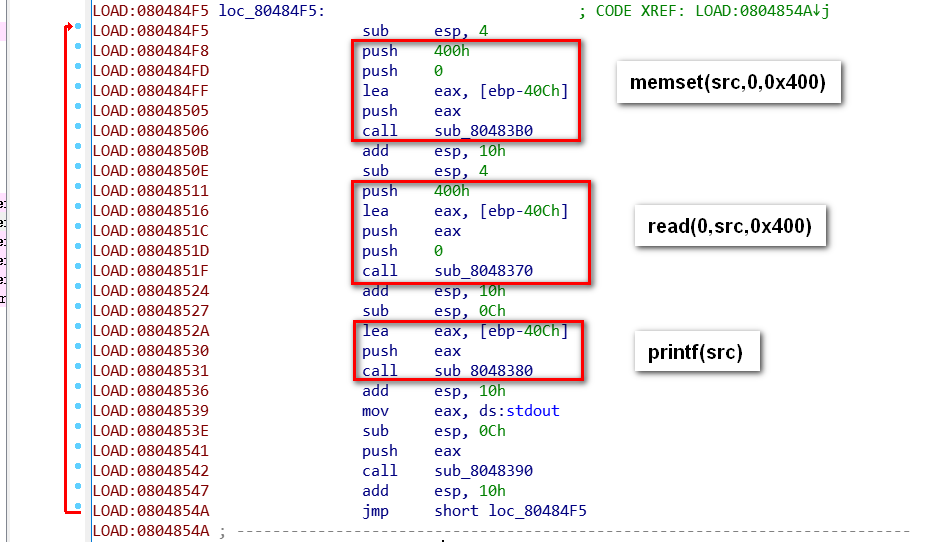 LOAD:080484F5 loc_80484F5: ; CODE XREF: LOAD:0804854A↓j
LOAD:080484F5 sub esp, 4
LOAD:080484F8 push 400h
LOAD:080484FD push 0
LOAD:080484FF lea eax, [ebp-40Ch]
LOAD:08048505 push eax
LOAD:08048506 call sub_80483B0
LOAD:0804850B add esp, 10h
LOAD:0804850E sub esp, 4
LOAD:08048511 push 400h
LOAD:08048516 lea eax, [ebp-40Ch]
LOAD:0804851C push eax
LOAD:0804851D push 0
LOAD:0804851F call sub_8048370
LOAD:08048524 add esp, 10h
LOAD:08048527 sub esp, 0Ch
LOAD:0804852A lea eax, [ebp-40Ch]
LOAD:08048530 push eax
LOAD:08048531 call sub_8048380
LOAD:08048536 add esp, 10h
LOAD:08048539 mov eax, ds:stdout
LOAD:0804853E sub esp, 0Ch
LOAD:08048541 push eax
LOAD:08048542 call sub_8048390
LOAD:08048547 add esp, 10h
LOAD:0804854A jmp short loc_80484F5
LOAD:0804854A ; ---------------------------------------------------------------------------
memset(src,0,0x400)
read(0,src,0x400)
printf(src)